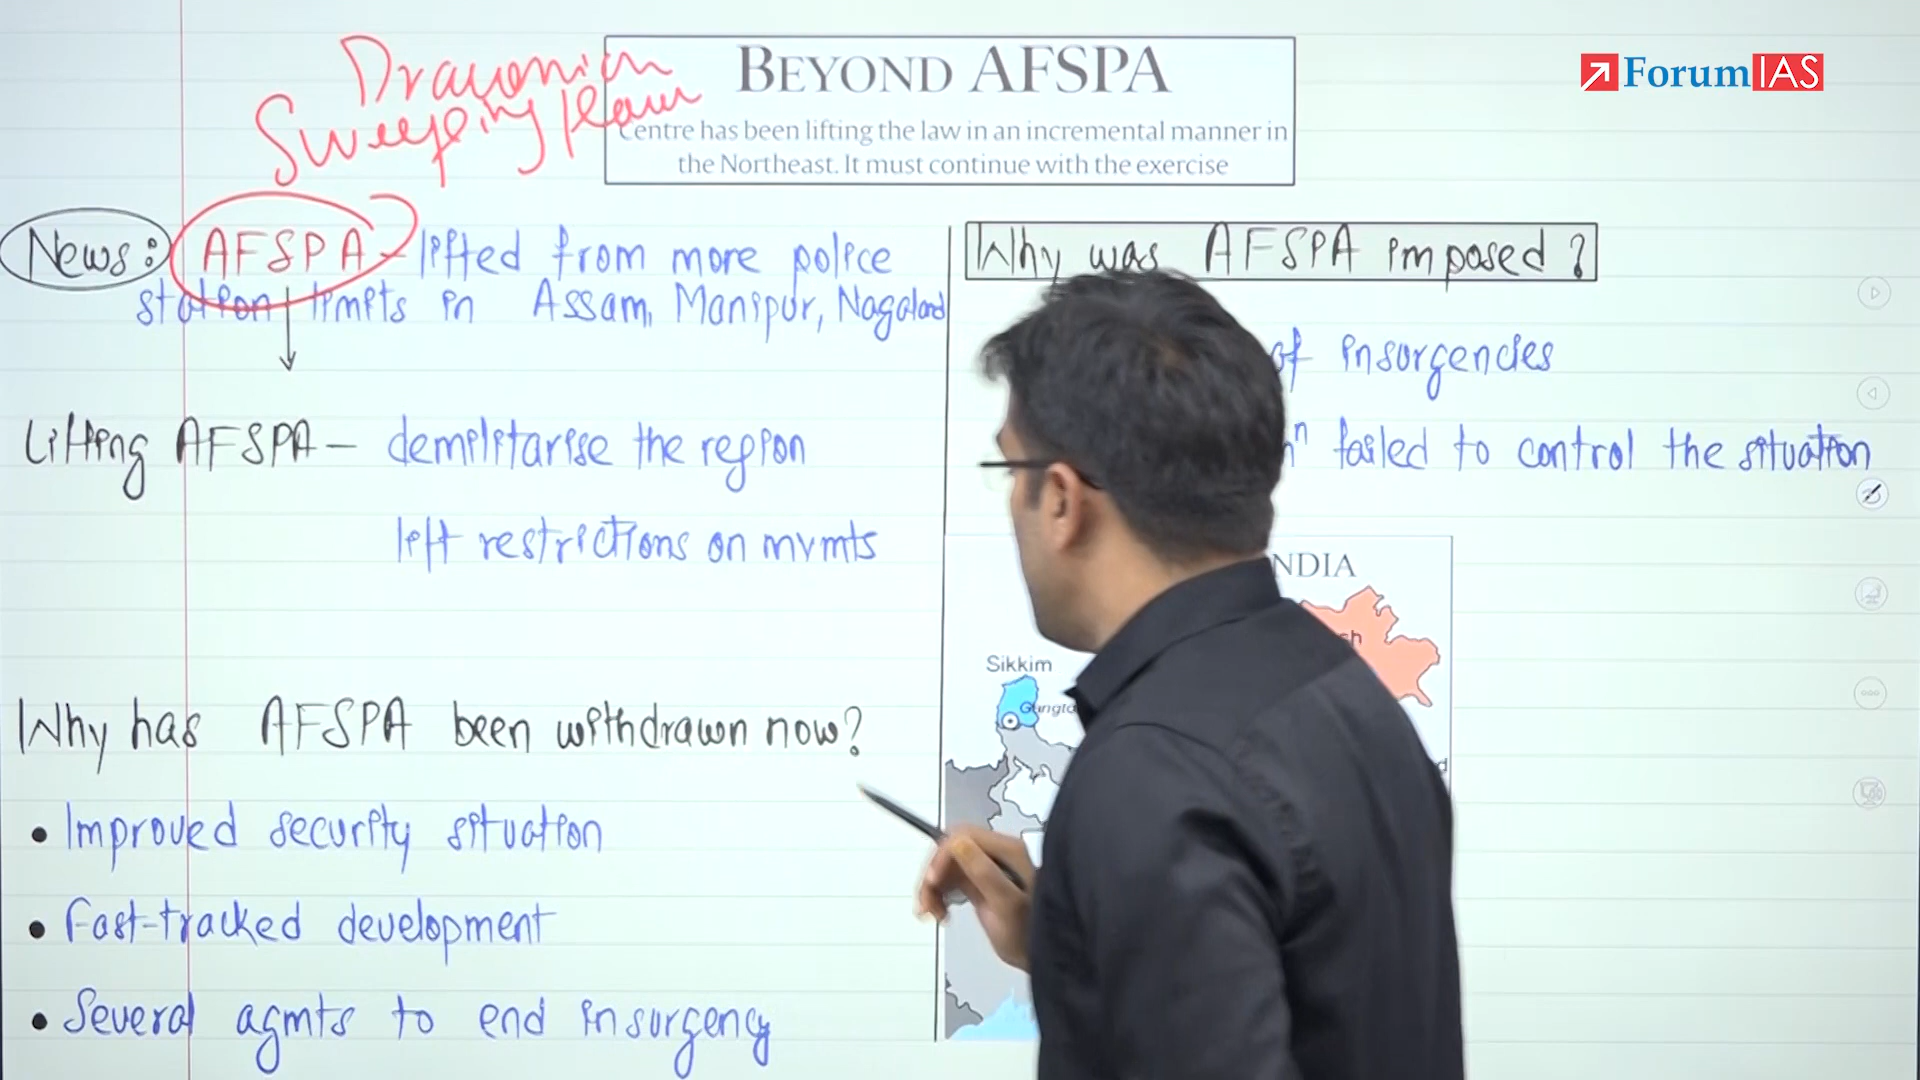 Draconian
Sweeping
BEYOND AFSPA
Centre has been lifting the law in an incremental manner in
the Northeast. It must continue with the exercise
ForumIAS
News: AFSPA - lifted from more police
station limits in Assam, Manipur, Nagaland
Lifting AFSPA - demilitarise the region
left restrictions on mvmts
Why has AFSPA been withdrawn now?
• Improved security situation
• Fast-tracked development
• Several agmts to end insurgency
Why was AFSPA imposed?
of insurgencies
failed to control the situation
NDIA
Sikkim